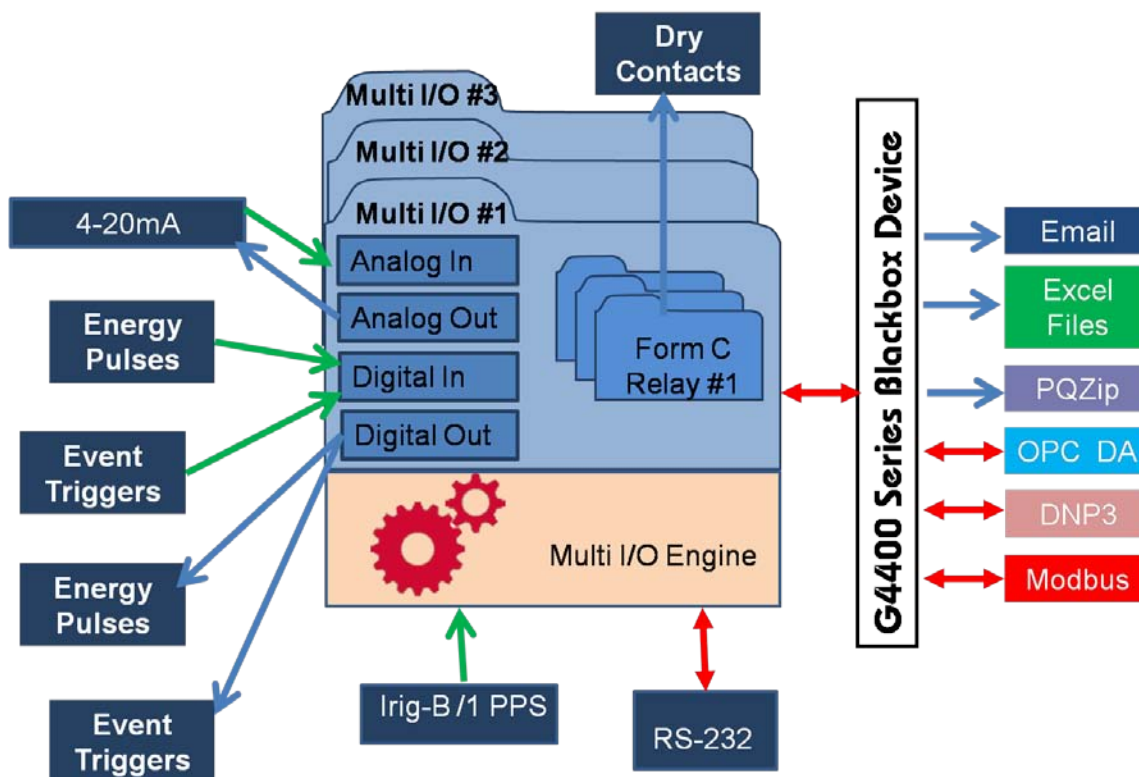 Dry
Contacts
Multi I/O #3
Multi I/O #2
Multi I/O #1
4-20mA
Analog In
Analog Out
Digital In
Digital Out
Energy
Pulses
Event
Triggers
Energy
Pulses
Event
Triggers
Form C
Relay #1
Multi I/O Engine
Irig-B /1 PPS
RS-232
G4400 Series Blackbox Device
Email
Excel
Files
PQZip
OPC DA
DNP3
Modbus